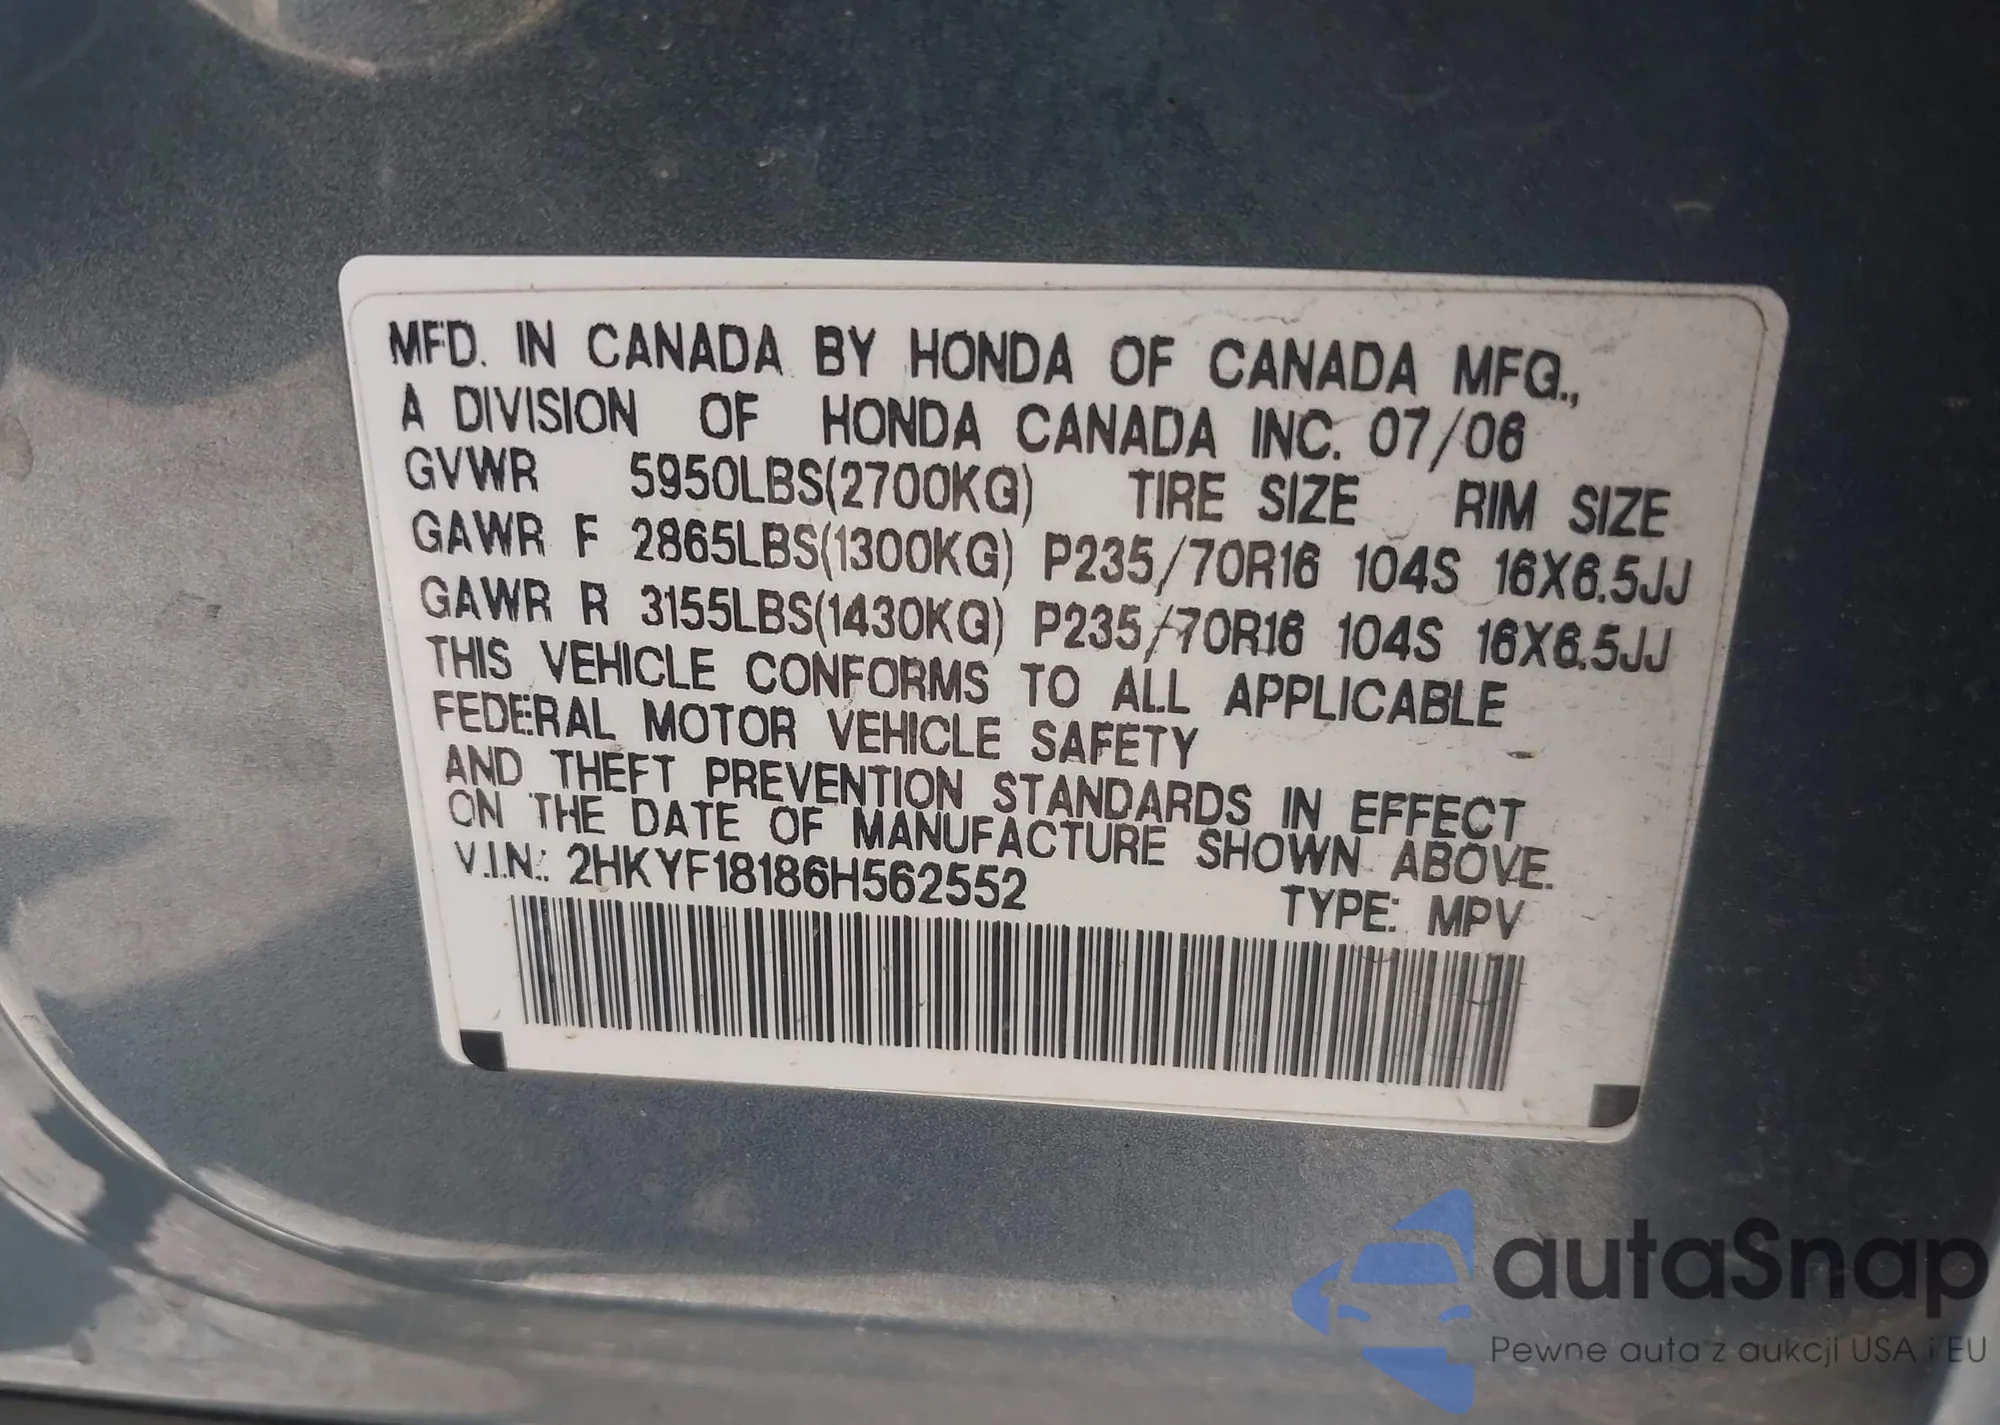 MFD. IN CANADA BY HONDA OF CANADA MFG.,
A DIVISION OF HONDA CANADA INC. 07/06
GVWR 5950LBS(2700KG) TIRE SIZE RIM SIZE
GAWR F 2865LBS(1300KG) P235/70R16 104S 16X6.5JJ
GAWR R 3155LBS(1430KG) P235/70R16 104S 16X6.5JJ
THIS VEHICLE CONFORMS TO ALL APPLICABLE
FEDERAL MOTOR VEHICLE SAFETY
AND THEFT PREVENTION STANDARDS IN EFFECT
ON THE DATE OF MANUFACTURE SHOWN ABOVE.
V.I.N.: 2HKYF18186H562552 TYPE: MPV
autaSnap
Pewne auta z aukcji USA i EU